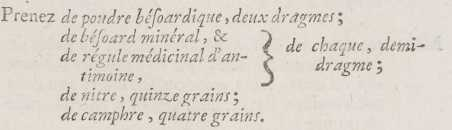 Prenez de poudre béſoardique, deux dragmes;
de béſoard minéral, &
de régule médicinal d'an-
timoine,
de chaque, demi-
dragme;
de nitre, quinze grains;
de camphre, quatre grains.